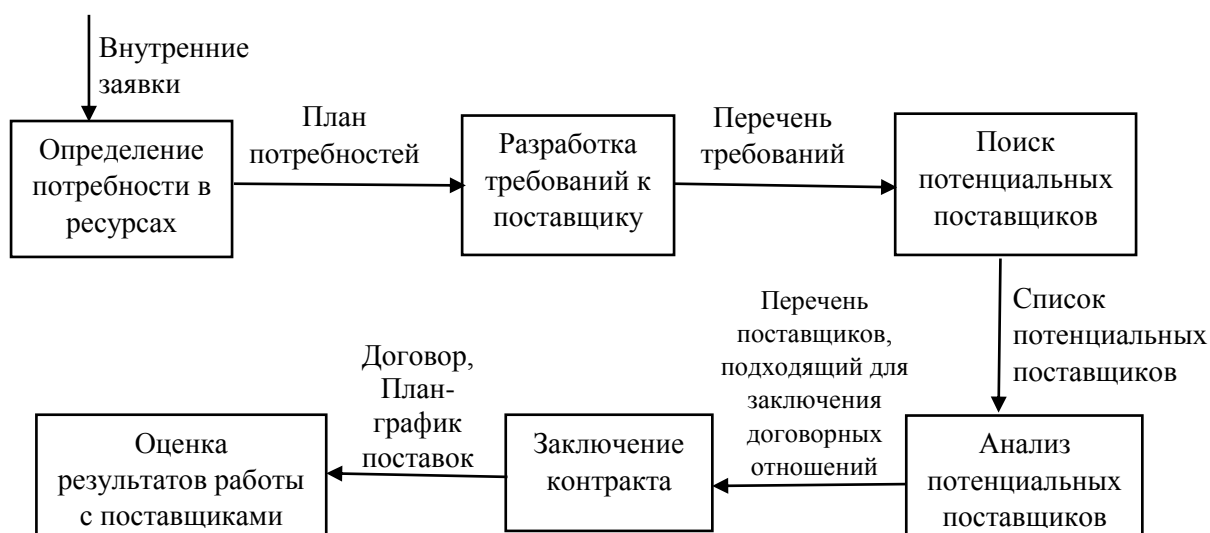 Внутренние
заявки
Определение
потребности в
ресурсах
План
потребностей
Разработка
требований к
поставщику
Перечень
требований
Поиск
потенциальных
поставщиков
Список
потенциальных
поставщиков
Анализ
потенциальных
поставщиков
Перечень
поставщиков,
подходящий для
заключения
договорных
отношений
Заключение
контракта
Договор,
План-
график
поставок
Оценка
результатов работы
с поставщиками